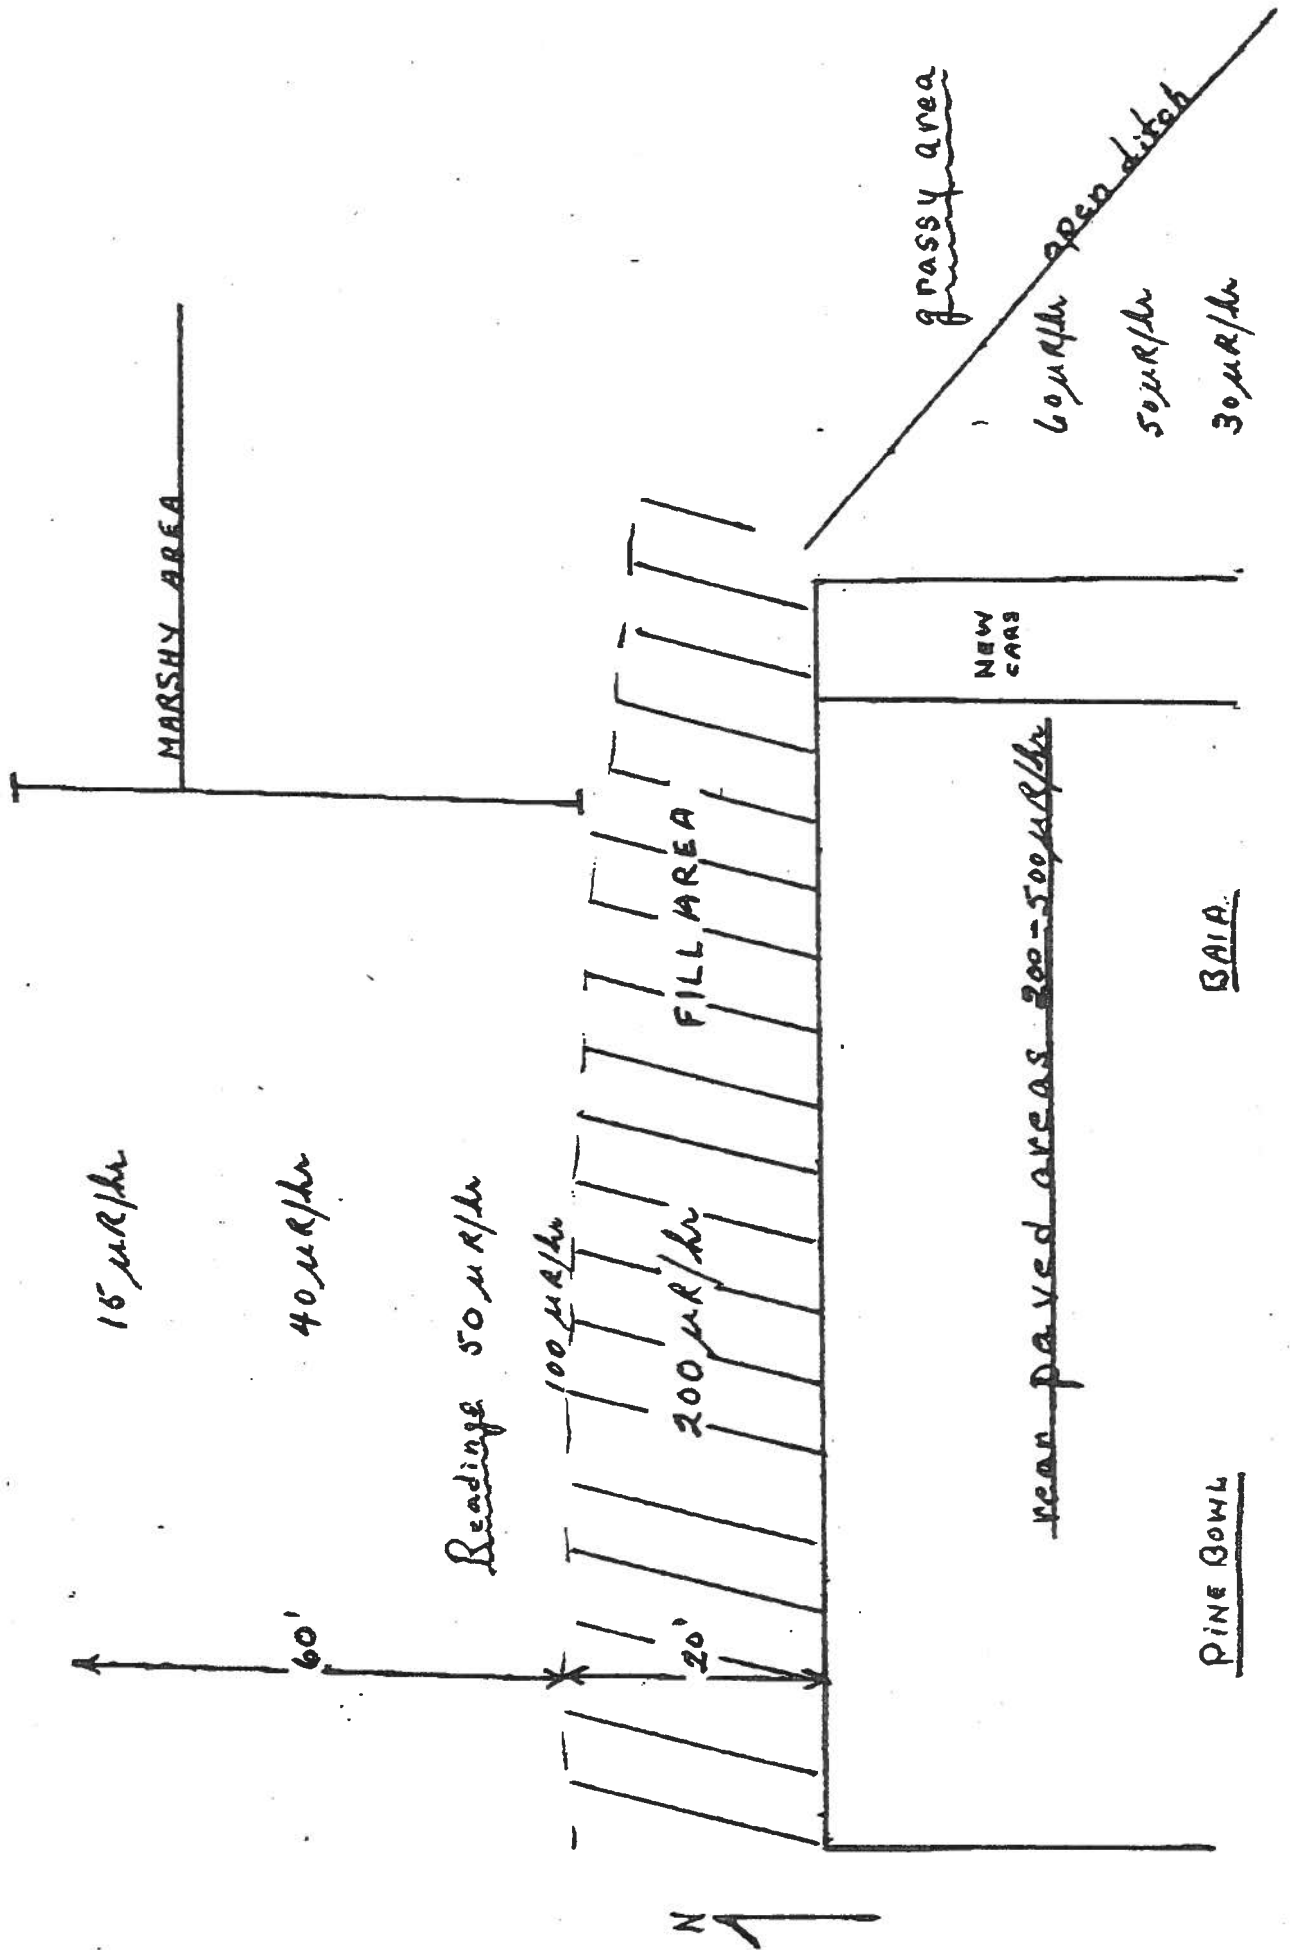 MARSHY AREA
15 μR/hr
40 μR/hr
60'
Readings 50 μR/hr
100 μR/hr
FILL AREA
200 μR/hr
20'
N
grassy area
open ditch
60 μR/hr
50 μR/hr
30 μR/hr
NEW
CARS
rear paved areas 200-500 μR/hr
PINE BOWL
BAIA